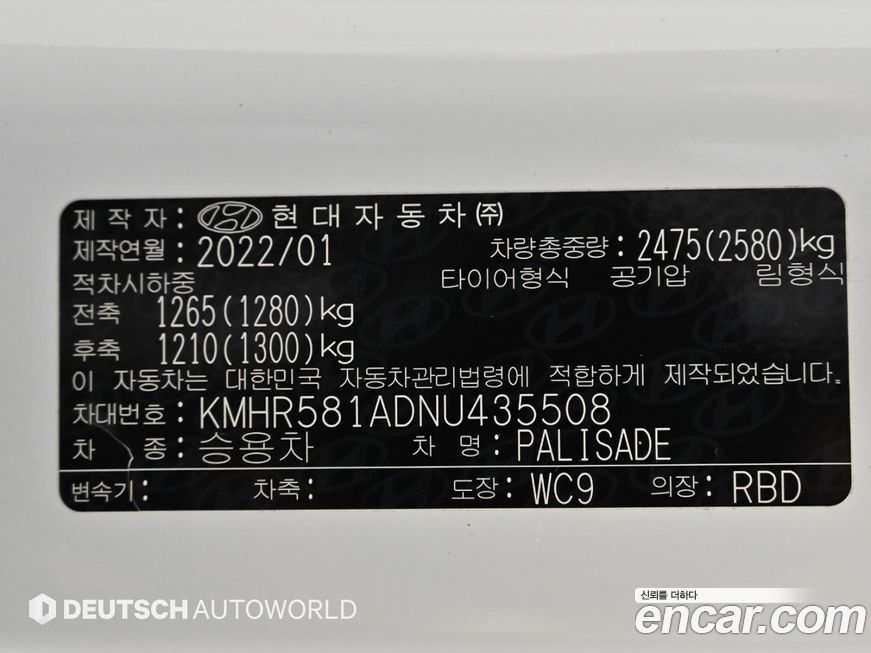 제 작 자 : 현대자동차㈜
제작연월 : 2022/01 차량총중량 : 2475(2580)kg
적차시하중 타이어형식 공기압 림형식
전축 1265(1280)kg
후축 1210(1300)kg
이 자동차는 대한민국 자동차관리법령에 적합하게 제작되었습니다.
차대번호 : KMHR581ADNU435508
차 종 : 승용차 차 명 : PALISADE
변속기 : 차축 : 도장 : WC9 의장 : RBD
DEUTSCH AUTOWORLD
신뢰를 더하다
encar.com